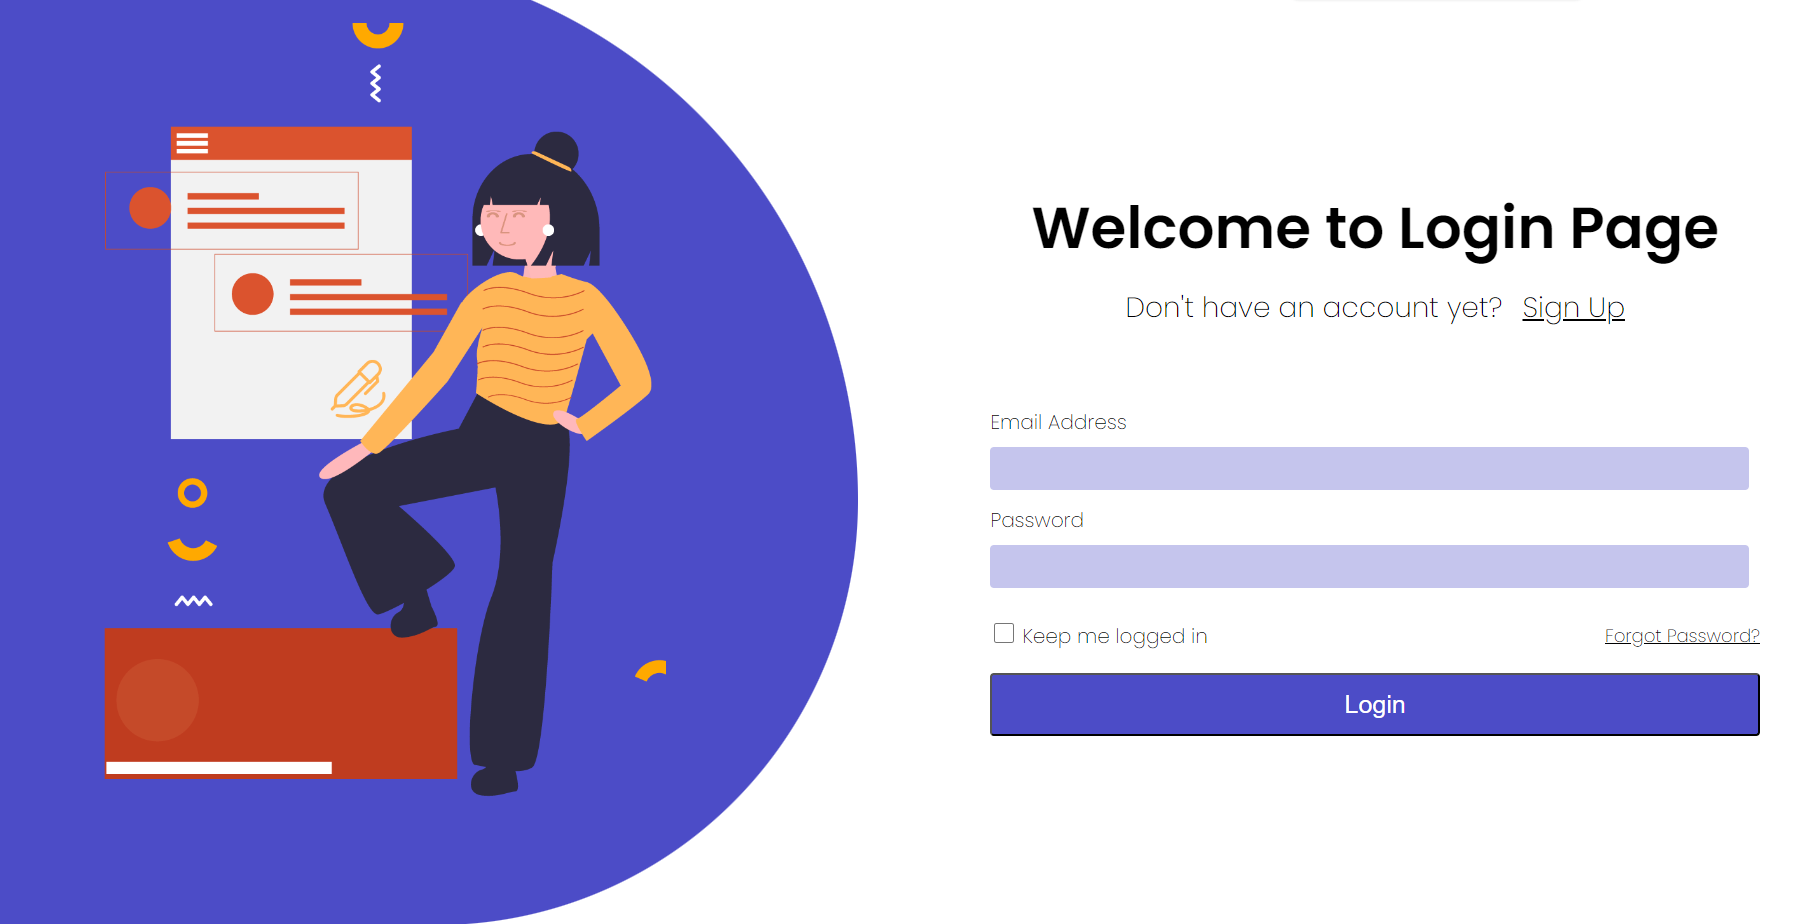 Welcome to Login Page
Don't have an account yet? Sign Up
Email Address
Password
Keep me logged in Forgot Password?
Login